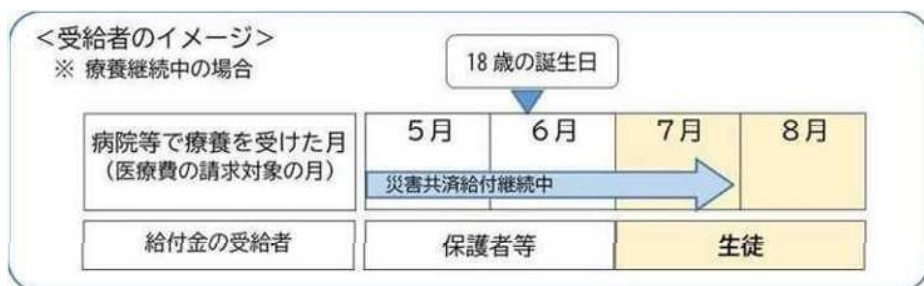 <受給者のイメージ>
※ 療養継続中の場合
18 歳の誕生日
病院等で療養を受けた月
(医療費の請求対象の月)
5月 6月 7月 8月
災害共済給付継続中
給付金の受給者 保護者等 生徒